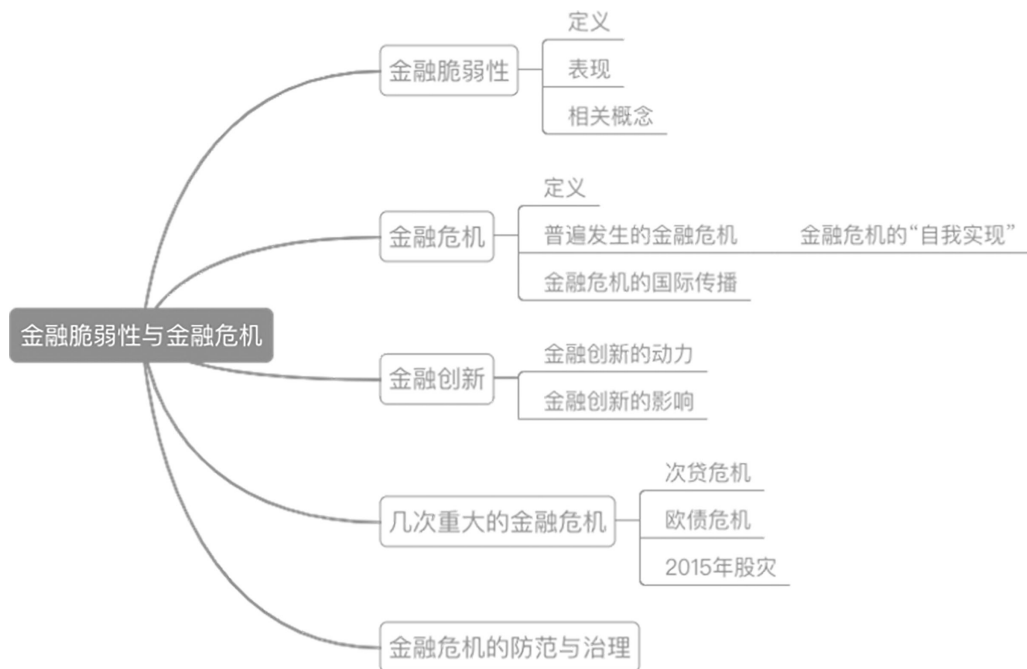 金融脆弱性与金融危机
金融脆弱性
定义
表现
相关概念
金融危机
定义
普遍发生的金融危机
金融危机的“自我实现”
金融危机的国际传播
金融创新
金融创新的动力
金融创新的影响
几次重大的金融危机
次贷危机
欧债危机
2015年股灾
金融危机的防范与治理